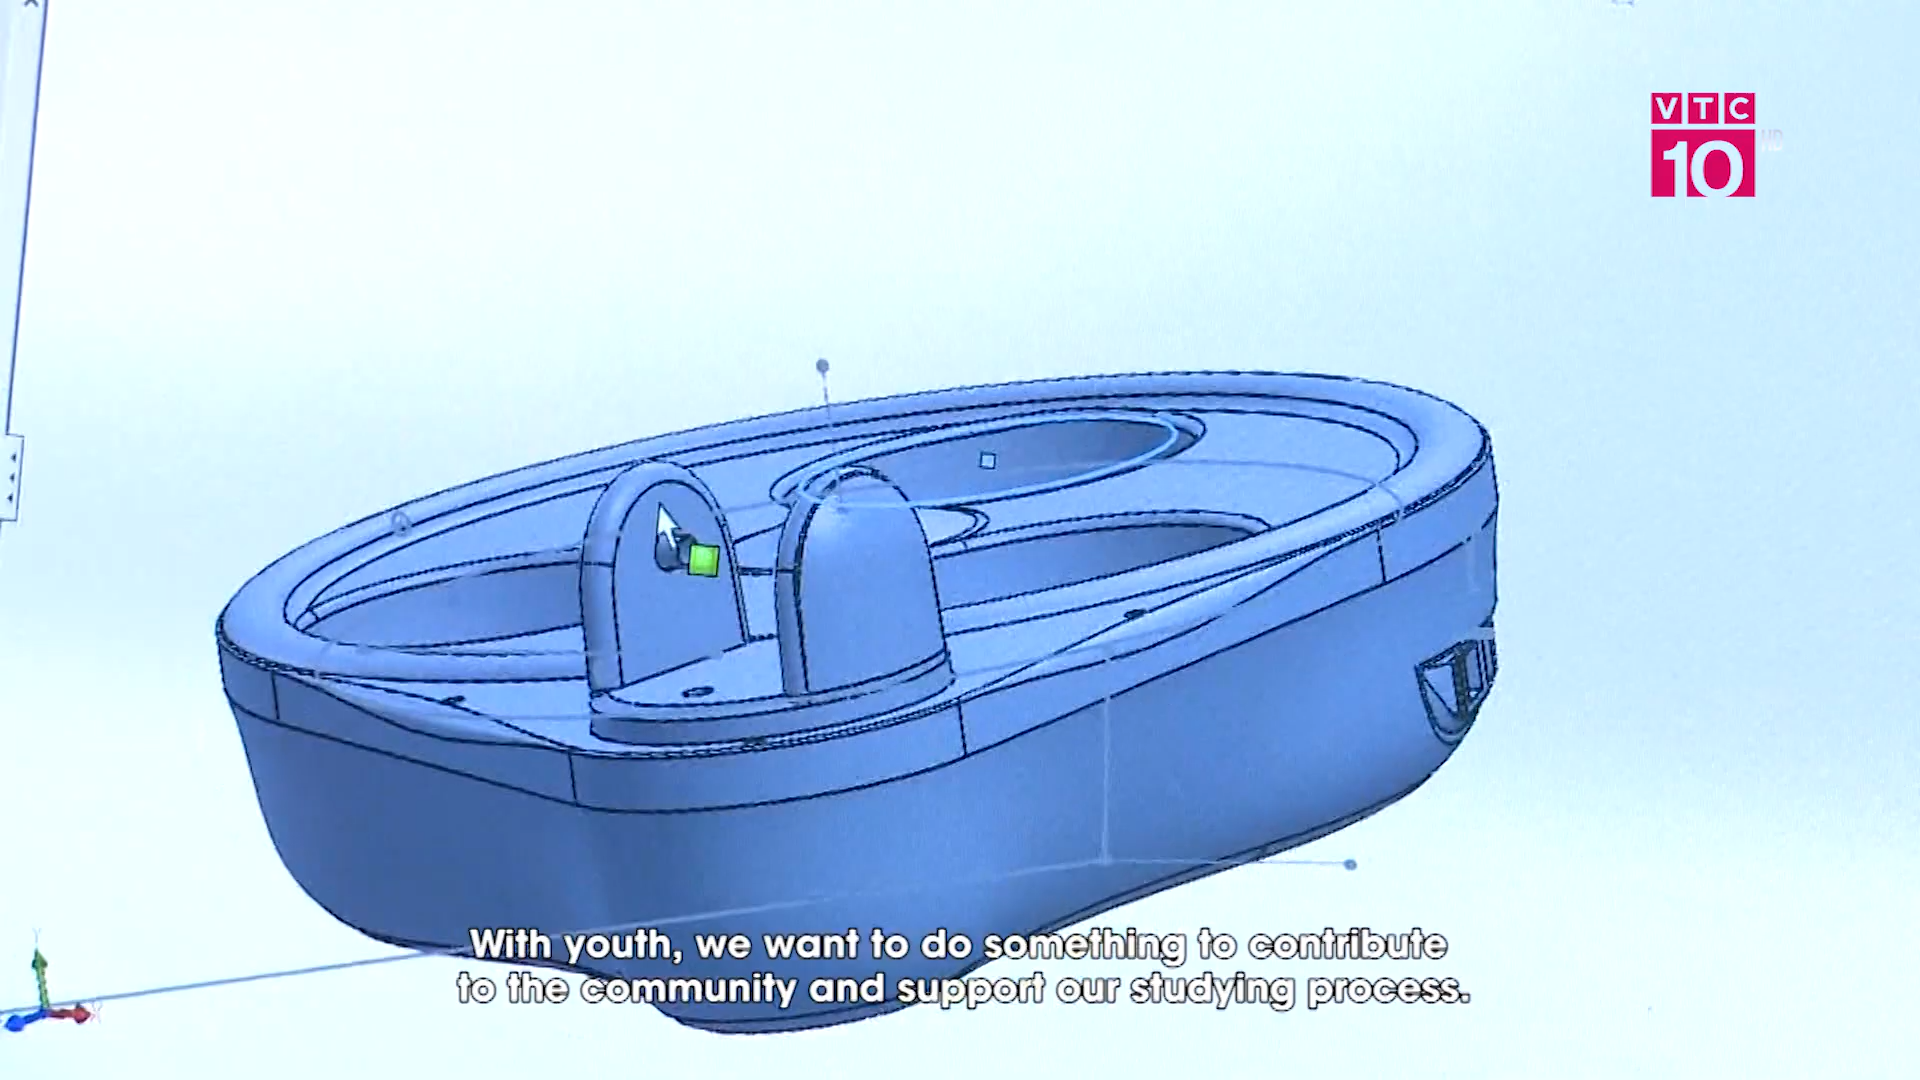 VTC
10
HD
With youth, we want to do something to contribute
to the community and support our studying process.